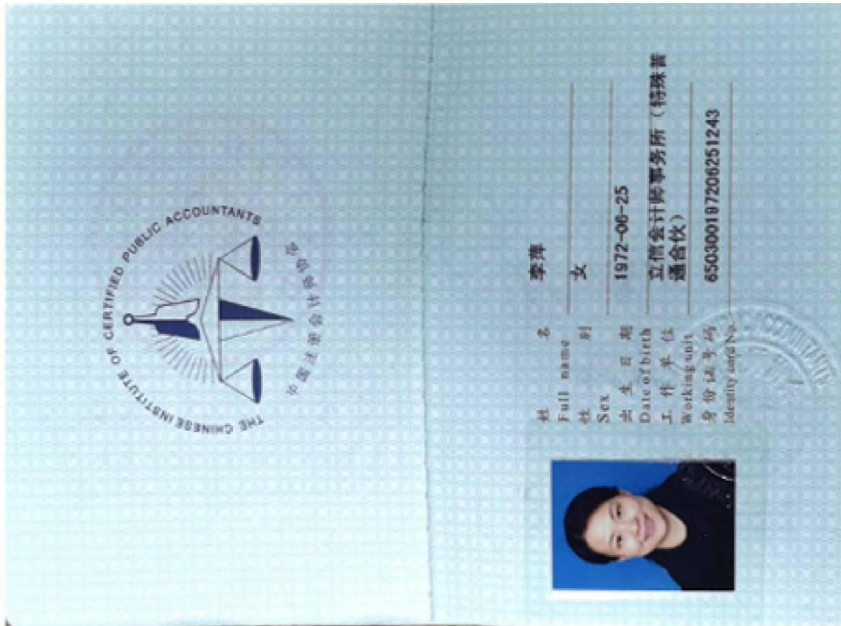 THE CHINESE INSTITUTE OF CERTIFIED PUBLIC ACCOUNTANTS
中国注册会计师协会
姓 名 李萍
Full name
性 别 女
Sex
出 生 日 期 1972-06-25
Date of birth
工 作 单 位 立信会计师事务所（特殊普
Working unit 通合伙）
身份证号码 650300197206251243
Identity card No.
ACCOUNTANTS